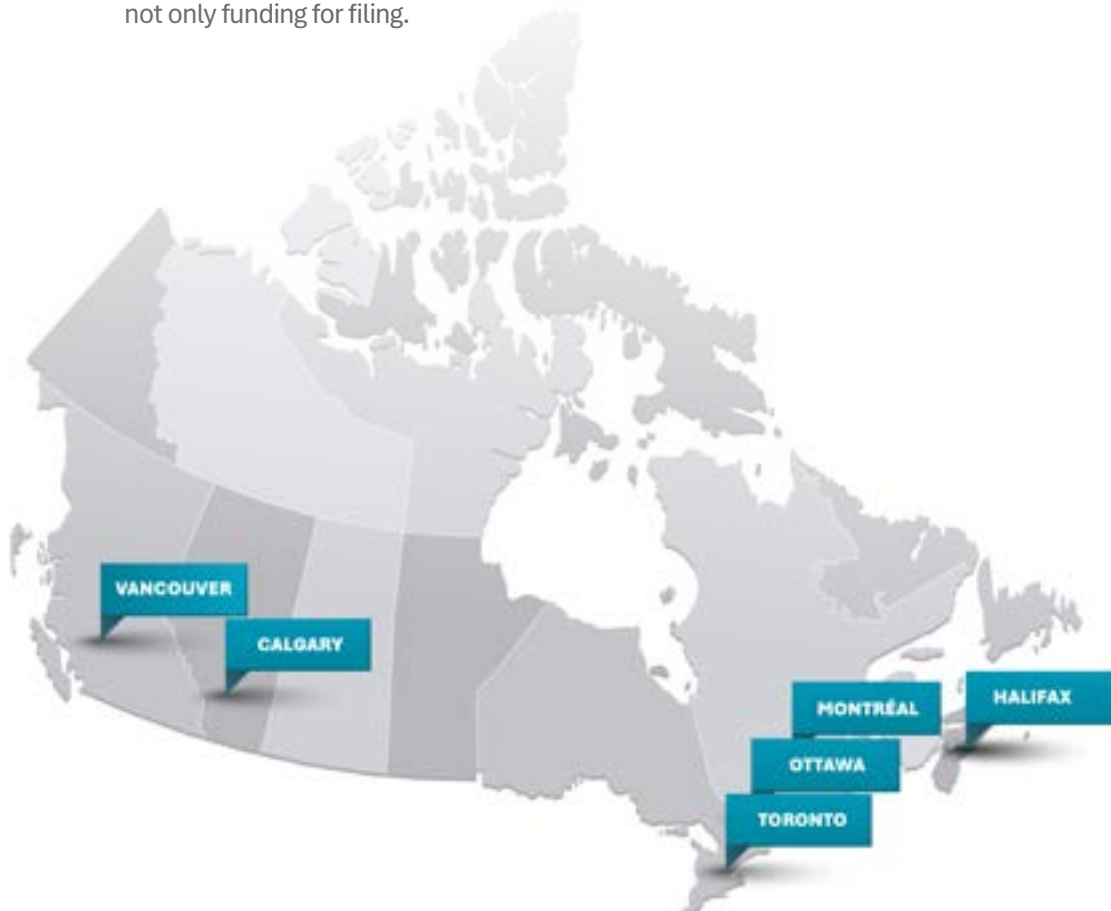 not only funding for filing.
VANCOUVER
CALGARY
MONTRÉAL
HALIFAX
OTTAWA
TORONTO